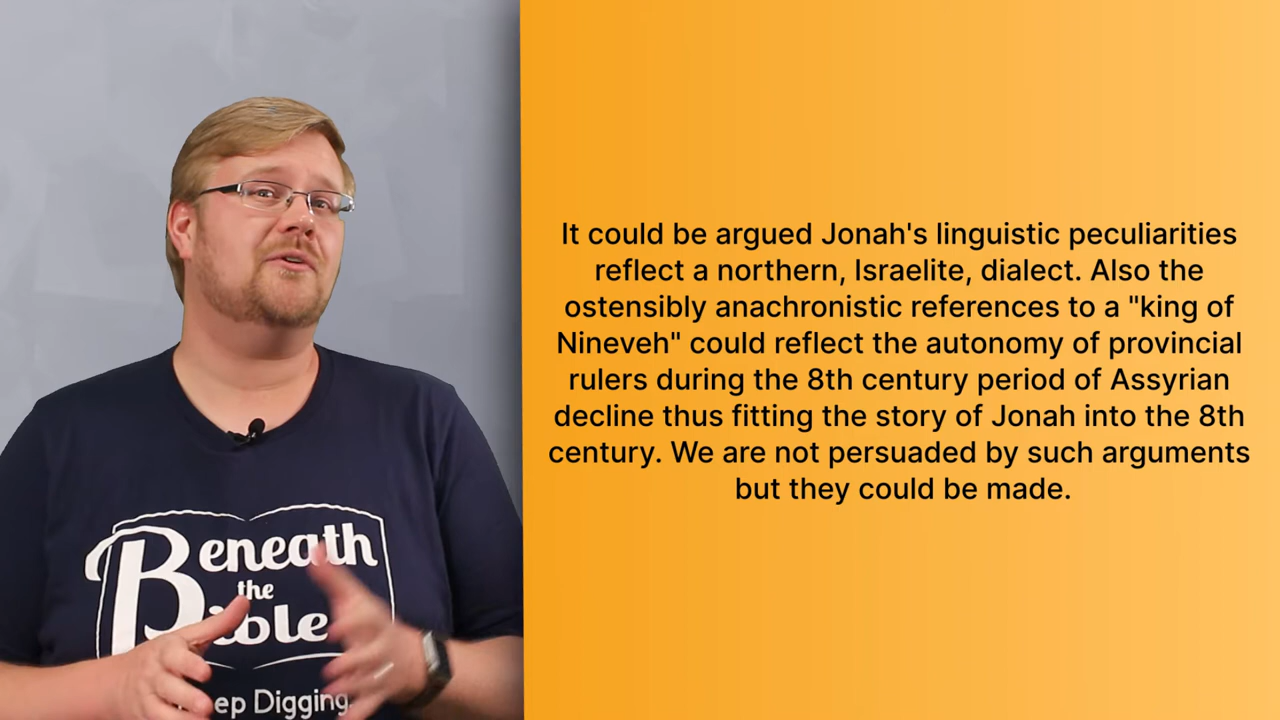 It could be argued Jonah's linguistic peculiarities
reflect a northern, Israelite, dialect. Also the
ostensibly anachronistic references to a "king of
Nineveh" could reflect the autonomy of provincial
rulers during the 8th century period of Assyrian
decline thus fitting the story of Jonah into the 8th
century. We are not persuaded by such arguments
but they could be made.
Beneath
the
Bible
Digging